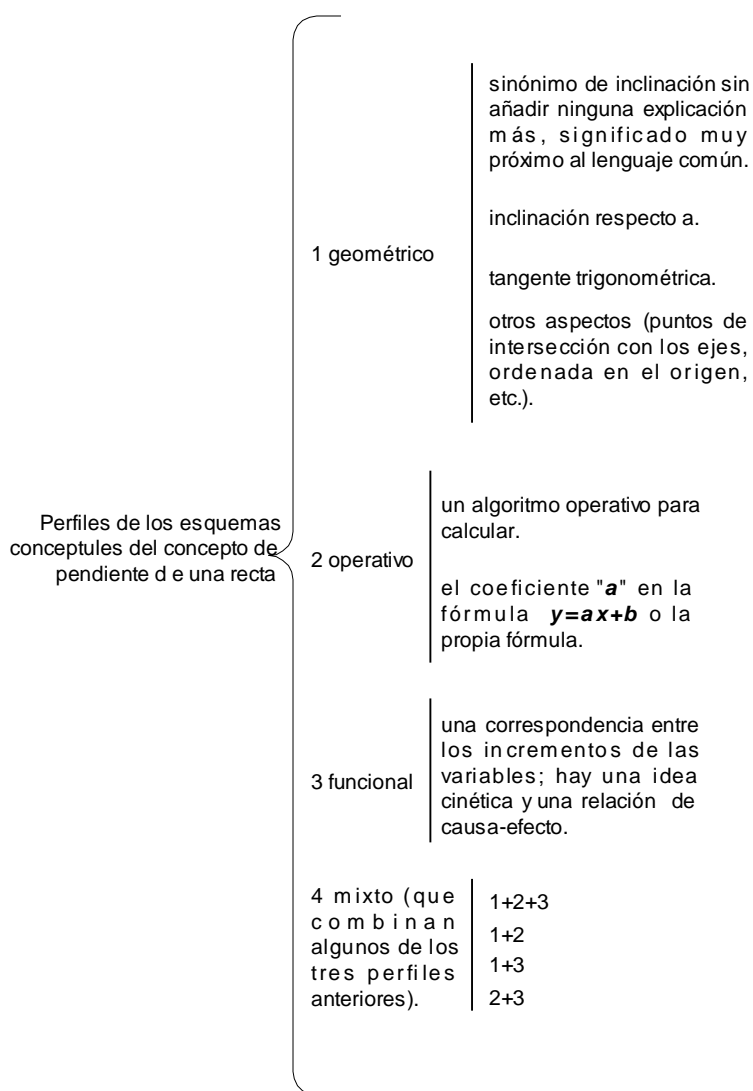 sinónimo de inclinación sin
añadir ninguna explicación
más, significado muy
próximo al lenguaje común.
1 geométrico
inclinación respecto a.
tangente trigonométrica.
otros aspectos (puntos de
intersección con los ejes,
ordenada en el origen,
etc.).
Perfiles de los esquemas
conceptules del concepto de
pendiente d e una recta
2 operativo
un algoritmo operativo para
calcular.
el coeficiente "a" en la
fórmula y=ax+b o la
propia fórmula.
3 funcional
una correspondencia entre
los incrementos de las
variables; hay una idea
cinética y una relación de
causa-efecto.
4 mixto (que
combinan
algunos de los
tres perfiles
anteriores).
1+2+3
1+2
1+3
2+3